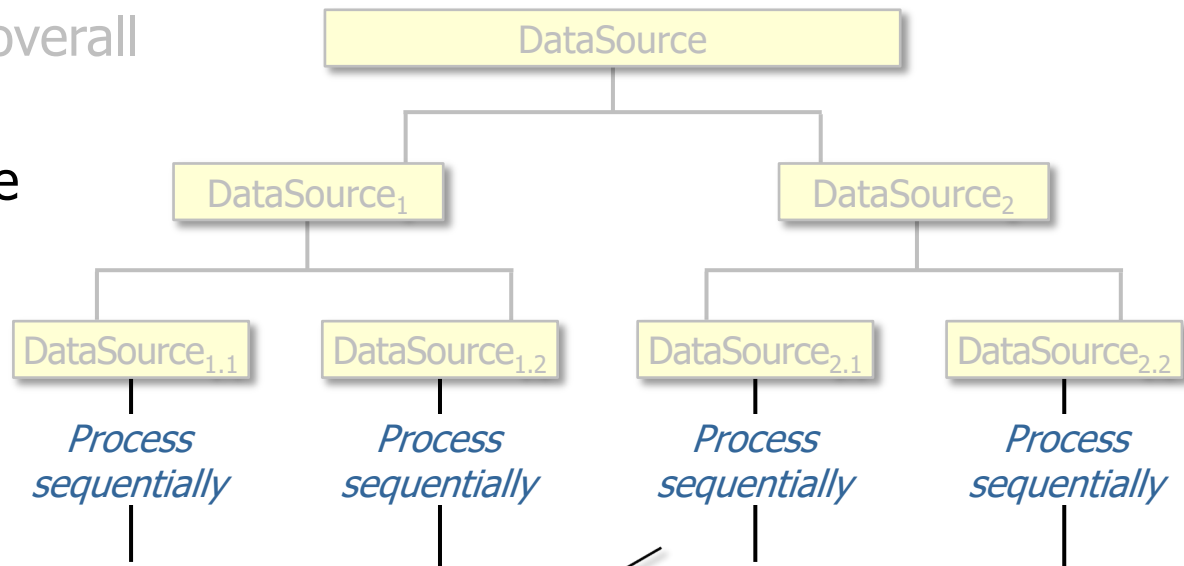 overall
DataSource
e
DataSource₁
DataSource₂
DataSource₁.₁
DataSource₁.₂
DataSource₂.₁
DataSource₂.₂
Process
sequentially
Process
sequentially
Process
sequentially
Process
sequentially